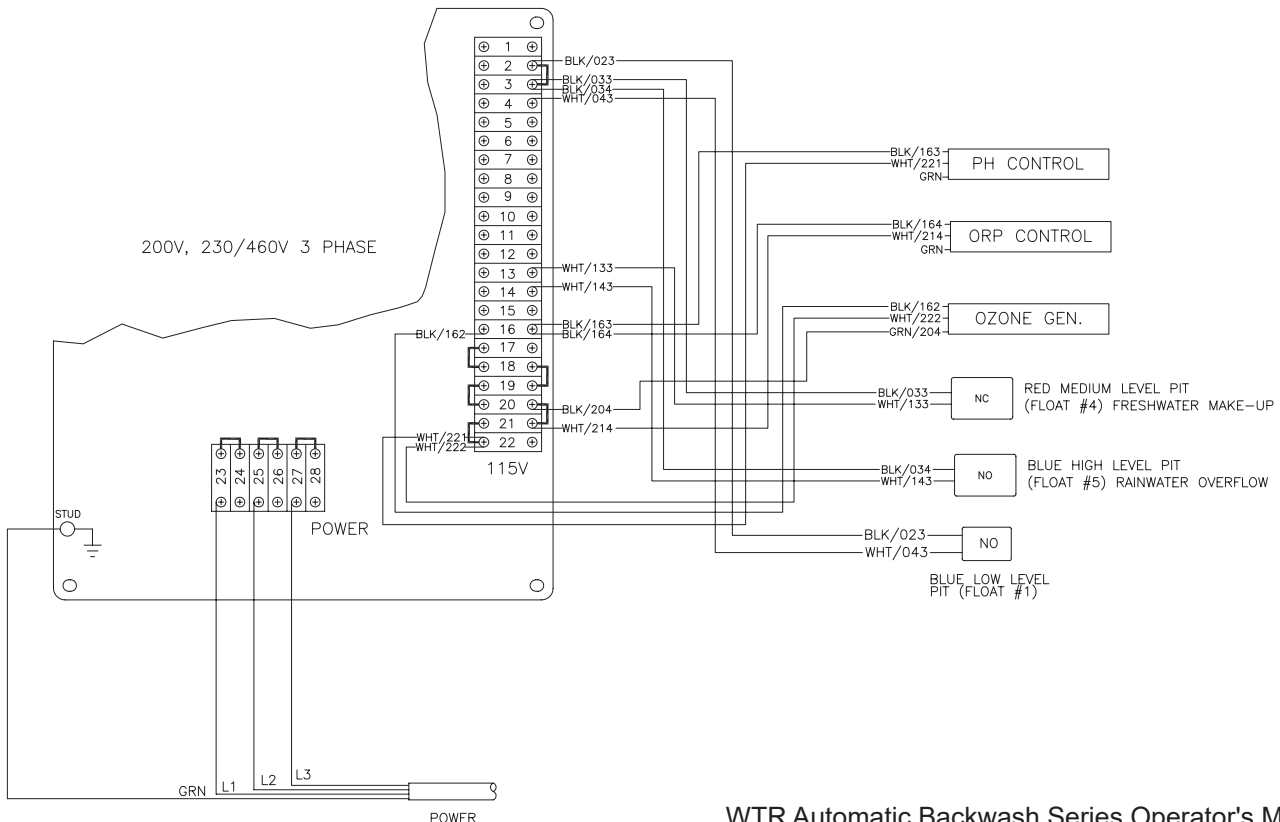 1
BLK/023
2
BLK/033
3
BLK/034
4
WHT/043
5
6
7
8
9
10
11
12
13
WHT/133
14
WHT/143
15
BLK/163
16
BLK/162
BLK/164
17
18
19
20
BLK/204
21
WHT/214
WHT/221
22
WHT/222
115V
200V, 230/460V 3 PHASE
BLK/163
WHT/221
GRN
PH CONTROL
BLK/164
WHT/214
GRN
ORP CONTROL
BLK/162
WHT/222
GRN/204
OZONE GEN.
BLK/033
WHT/133
NC
RED MEDIUM LEVEL PIT
(FLOAT #4) FRESHWATER MAKE-UP
BLK/034
WHT/143
NO
BLUE HIGH LEVEL PIT
(FLOAT #5) RAINWATER OVERFLOW
BLK/023
WHT/043
NO
BLUE LOW LEVEL
PIT (FLOAT #1)
23 24 25 26 27 28
POWER
STUD
GRN
L1
L2
L3
POWER
WTR Automatic Backwash Series Operator's M